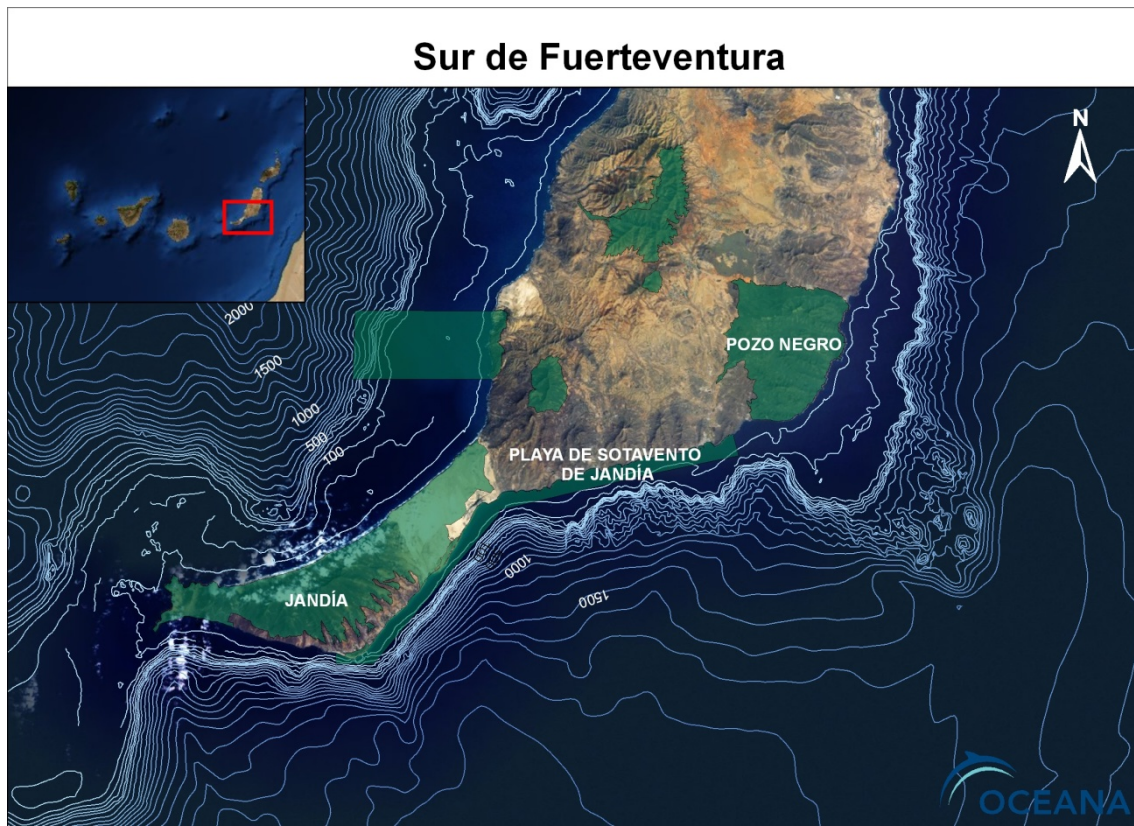 Sur de Fuerteventura
N
2000
1500
1000
500
100
POZO NEGRO
PLAYA DE SOTAVENTO
DE JANDÍA
1000
1500
JANDÍA
OCEANA